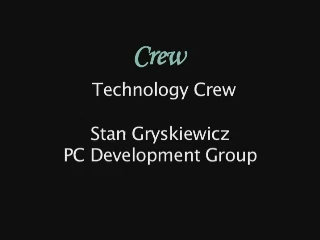 Crew
Technology Crew
Stan Gryskiewicz
PC Development Group